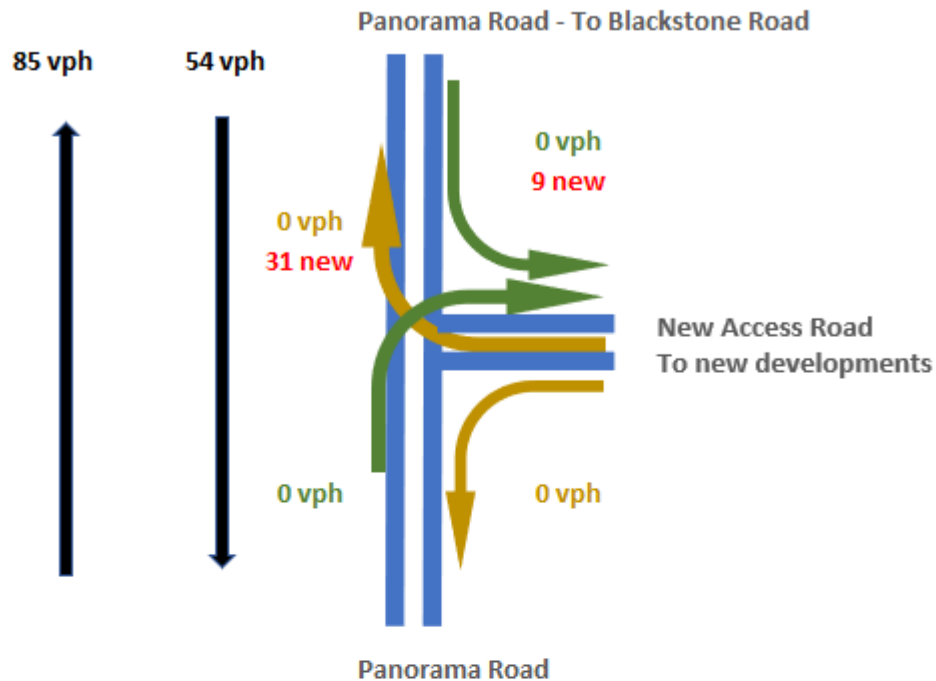 Panorama Road - To Blackstone Road
85 vph
54 vph
0 vph
9 new
0 vph
31 new
New Access Road
To new developments
0 vph
0 vph
Panorama Road